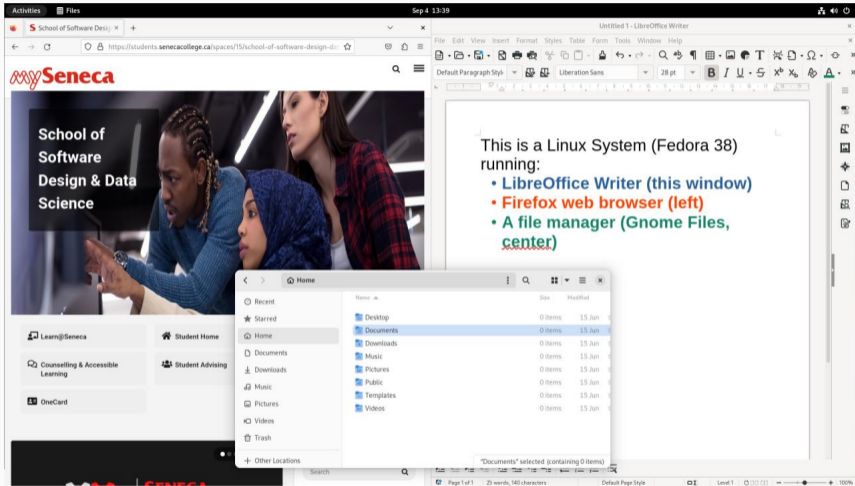 Activities Files Sep 4 13:39
School of Software Desig
https://students.senecacollege.ca/spaces/15/school-of-software-design-da
mySeneca
School of
Software
Design & Data
Science
Learn@Seneca
Student Home
Counselling & Accessible
Learning
Student Advising
OneCard
SENECA
Search
Untitled 1 - LibreOffice Writer
File Edit View Insert Format Styles Table Form Tools Window Help
Default Paragraph Style Liberation Sans 28 pt
This is a Linux System (Fedora 38)
running:
• LibreOffice Writer (this window)
• Firefox web browser (left)
• A file manager (Gnome Files,
center)
Home
Recent
Starred
Home
Documents
Downloads
Music
Pictures
Videos
Trash
Other Locations
Name Size Modified
Desktop 0 items 15 Jun
Documents 0 items 15 Jun
Downloads 0 items 15 Jun
Music 0 items 15 Jun
Pictures 0 items 15 Jun
Public 0 items 15 Jun
Templates 0 items 15 Jun
Videos 0 items 15 Jun
"Documents" selected (containing 0 items)
Page 1 of 1 25 words, 140 characters Default Page Style Level 1 100%